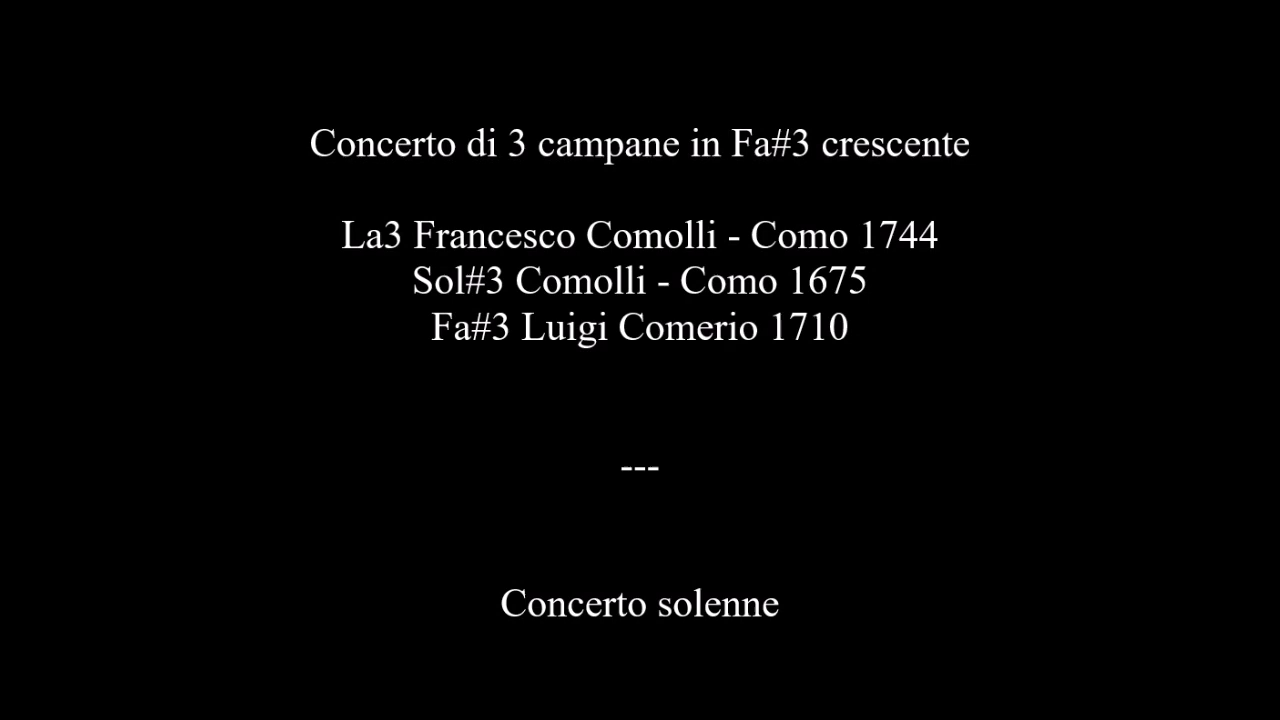 Concerto di 3 campane in Fa#3 crescente
La3 Francesco Comolli - Como 1744
Sol#3 Comolli - Como 1675
Fa#3 Luigi Comerio 1710
---
Concerto solenne